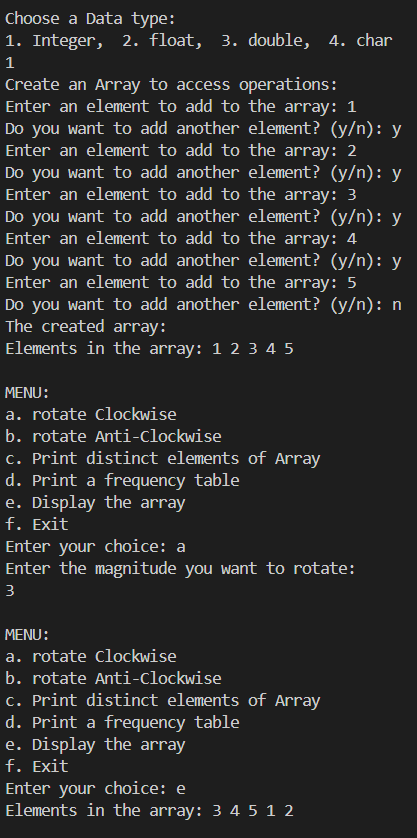 Choose a Data type:
1. Integer,  2. float,  3. double,  4. char
1
Create an Array to access operations:
Enter an element to add to the array: 1
Do you want to add another element? (y/n): y
Enter an element to add to the array: 2
Do you want to add another element? (y/n): y
Enter an element to add to the array: 3
Do you want to add another element? (y/n): y
Enter an element to add to the array: 4
Do you want to add another element? (y/n): y
Enter an element to add to the array: 5
Do you want to add another element? (y/n): n
The created array:
Elements in the array: 1 2 3 4 5

MENU:
a. rotate Clockwise
b. rotate Anti-Clockwise
c. Print distinct elements of Array
d. Print a frequency table
e. Display the array
f. Exit
Enter your choice: a
Enter the magnitude you want to rotate:
3

MENU:
a. rotate Clockwise
b. rotate Anti-Clockwise
c. Print distinct elements of Array
d. Print a frequency table
e. Display the array
f. Exit
Enter your choice: e
Elements in the array: 3 4 5 1 2